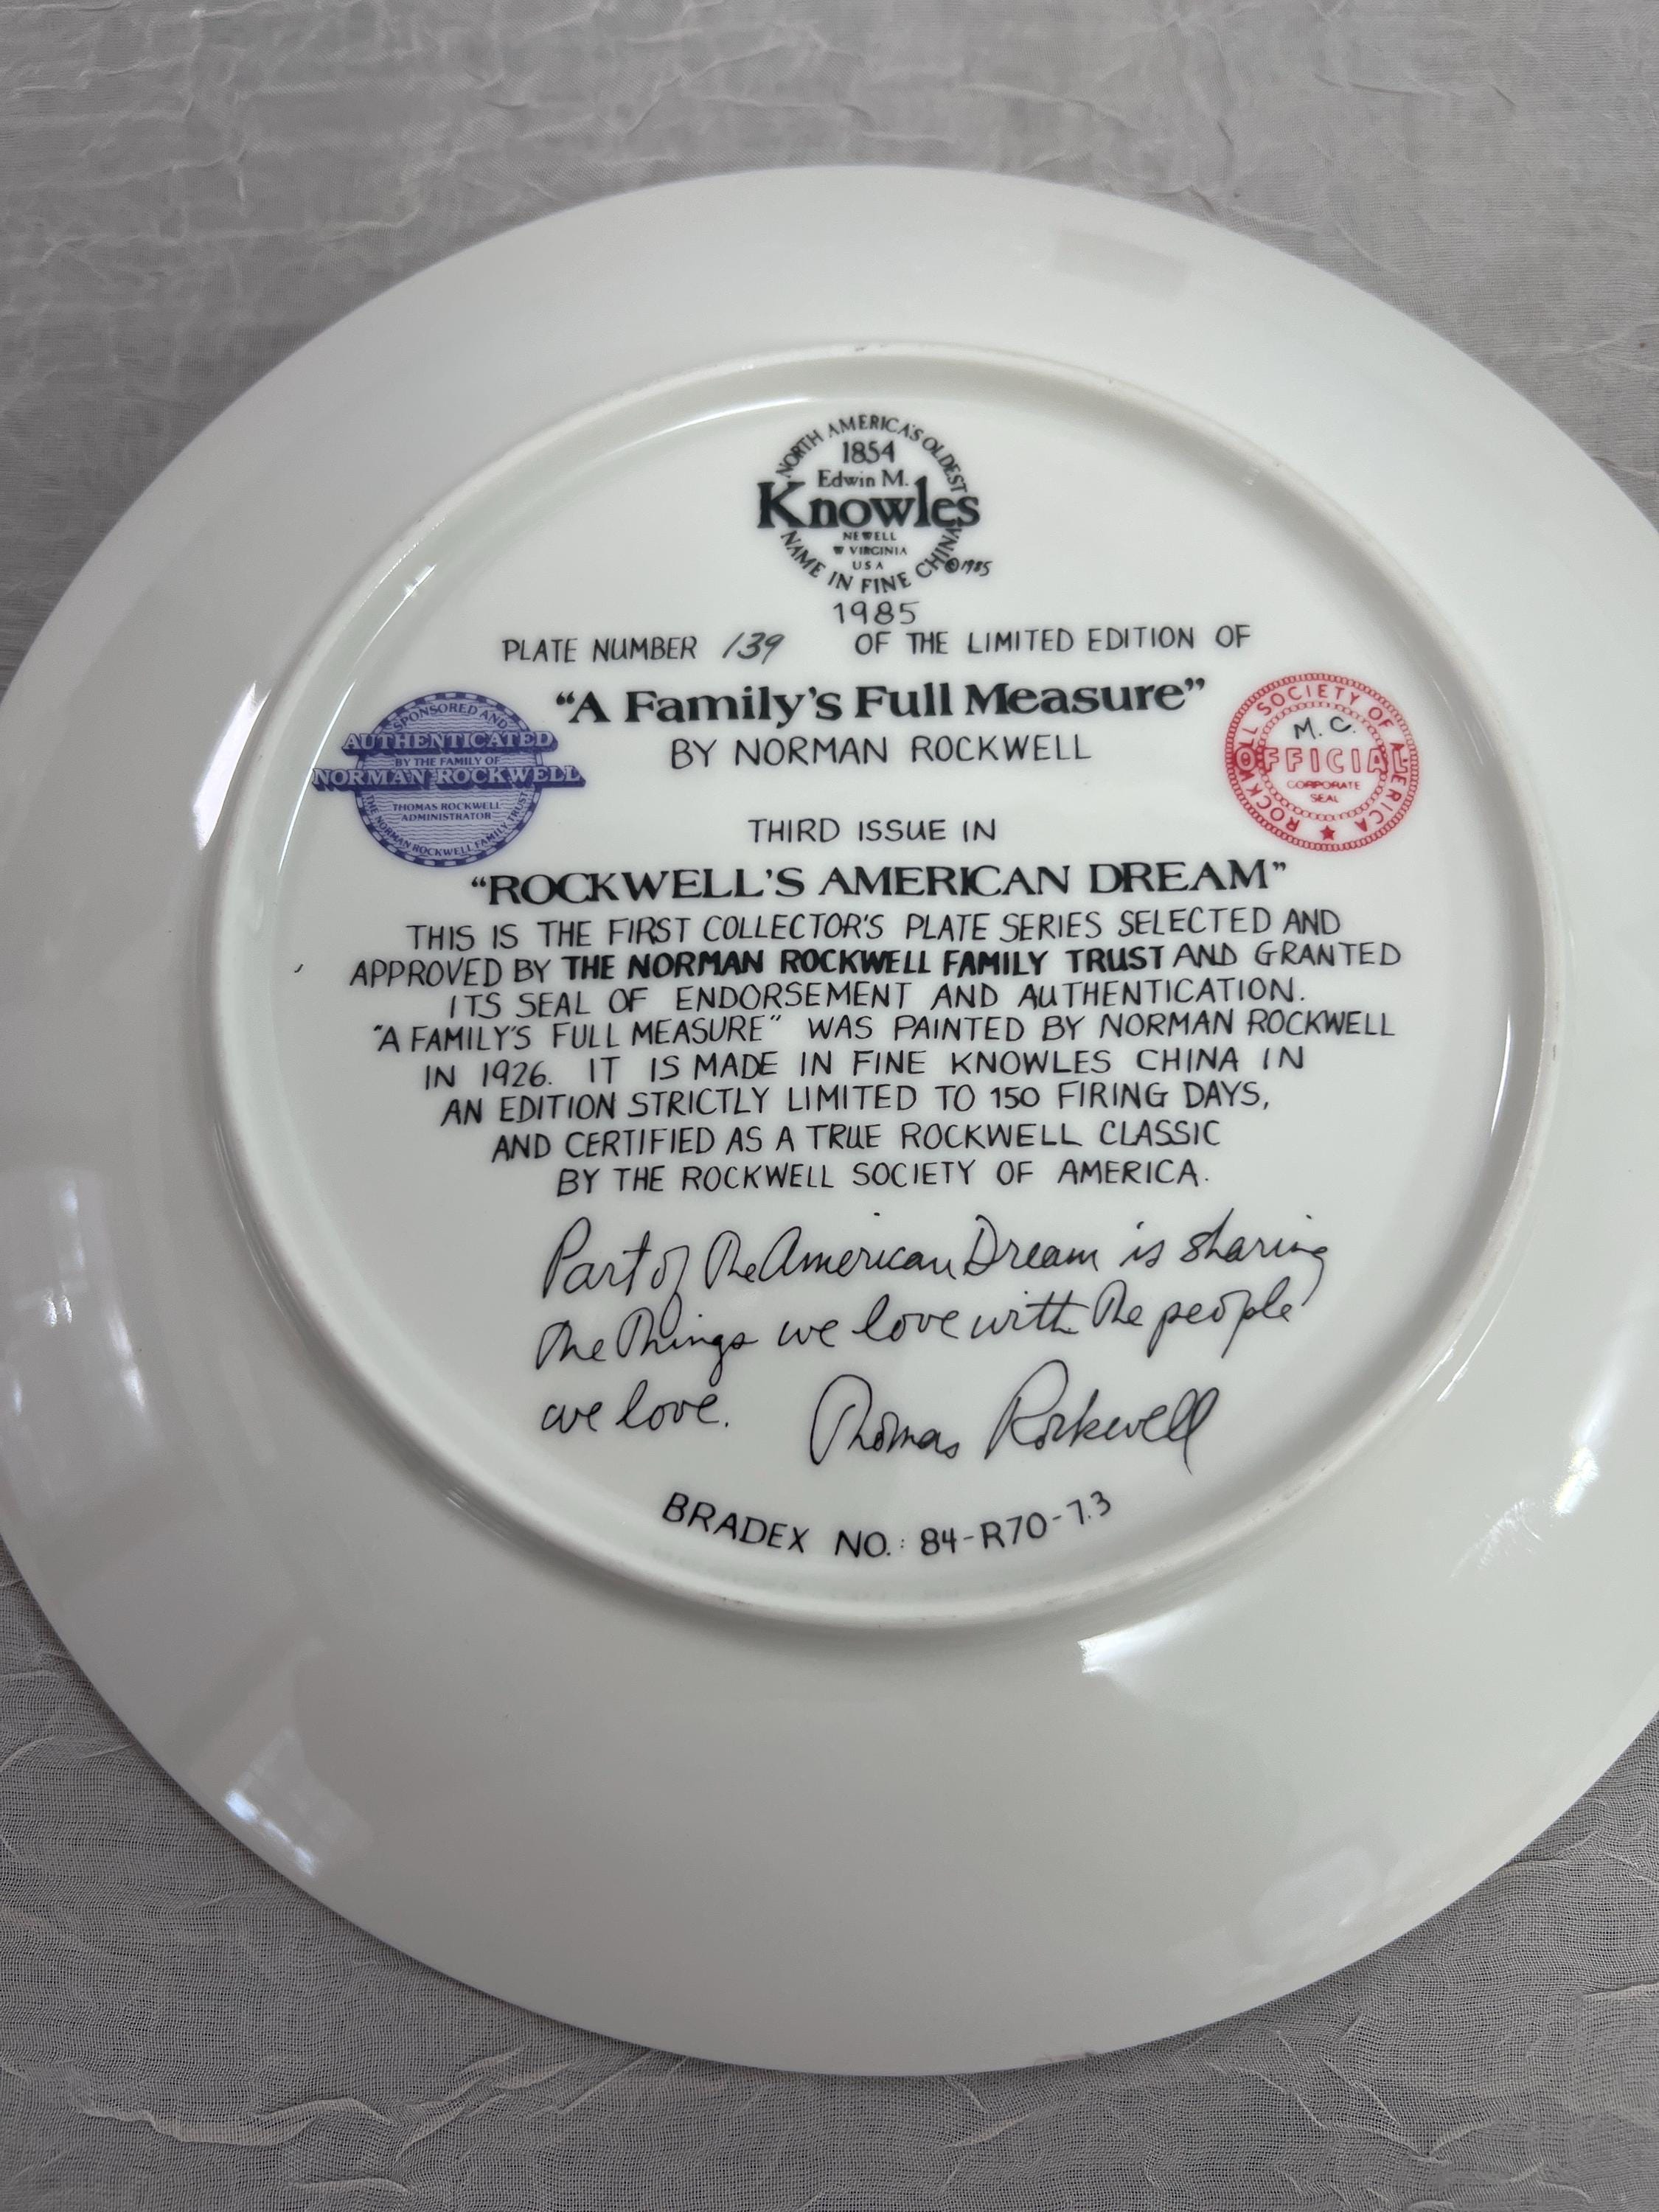 NORTH AMERICA'S OLDEST
1854
Edwin M.
Knowles
NEWELL
W VIRGINIA
USA
NAME IN FINE CHINA
©1985
1985
PLATE NUMBER 139 OF THE LIMITED EDITION OF
"A Family's Full Measure"
BY NORMAN ROCKWELL
SPONSORED AND
AUTHENTICATED
BY THE FAMILY OF
NORMAN ROCKWELL
THOMAS ROCKWELL
ADMINISTRATOR
THE NORMAN ROCKWELL FAMILY TRUST
ROCKWELL SOCIETY OF AMERICA
M.C.
OFFICIAL
CORPORATE
SEAL
THIRD ISSUE IN
"ROCKWELL'S AMERICAN DREAM"
THIS IS THE FIRST COLLECTOR'S PLATE SERIES SELECTED AND
APPROVED BY THE NORMAN ROCKWELL FAMILY TRUST AND GRANTED
ITS SEAL OF ENDORSEMENT AND AUTHENTICATION.
"A FAMILY'S FULL MEASURE" WAS PAINTED BY NORMAN ROCKWELL
IN 1926. IT IS MADE IN FINE KNOWLES CHINA IN
AN EDITION STRICTLY LIMITED TO 150 FIRING DAYS,
AND CERTIFIED AS A TRUE ROCKWELL CLASSIC
BY THE ROCKWELL SOCIETY OF AMERICA.
Part of the American Dream is sharing
the things we love with the people
we love. Thomas Rockwell
BRADEX NO.: 84-R70-7.3